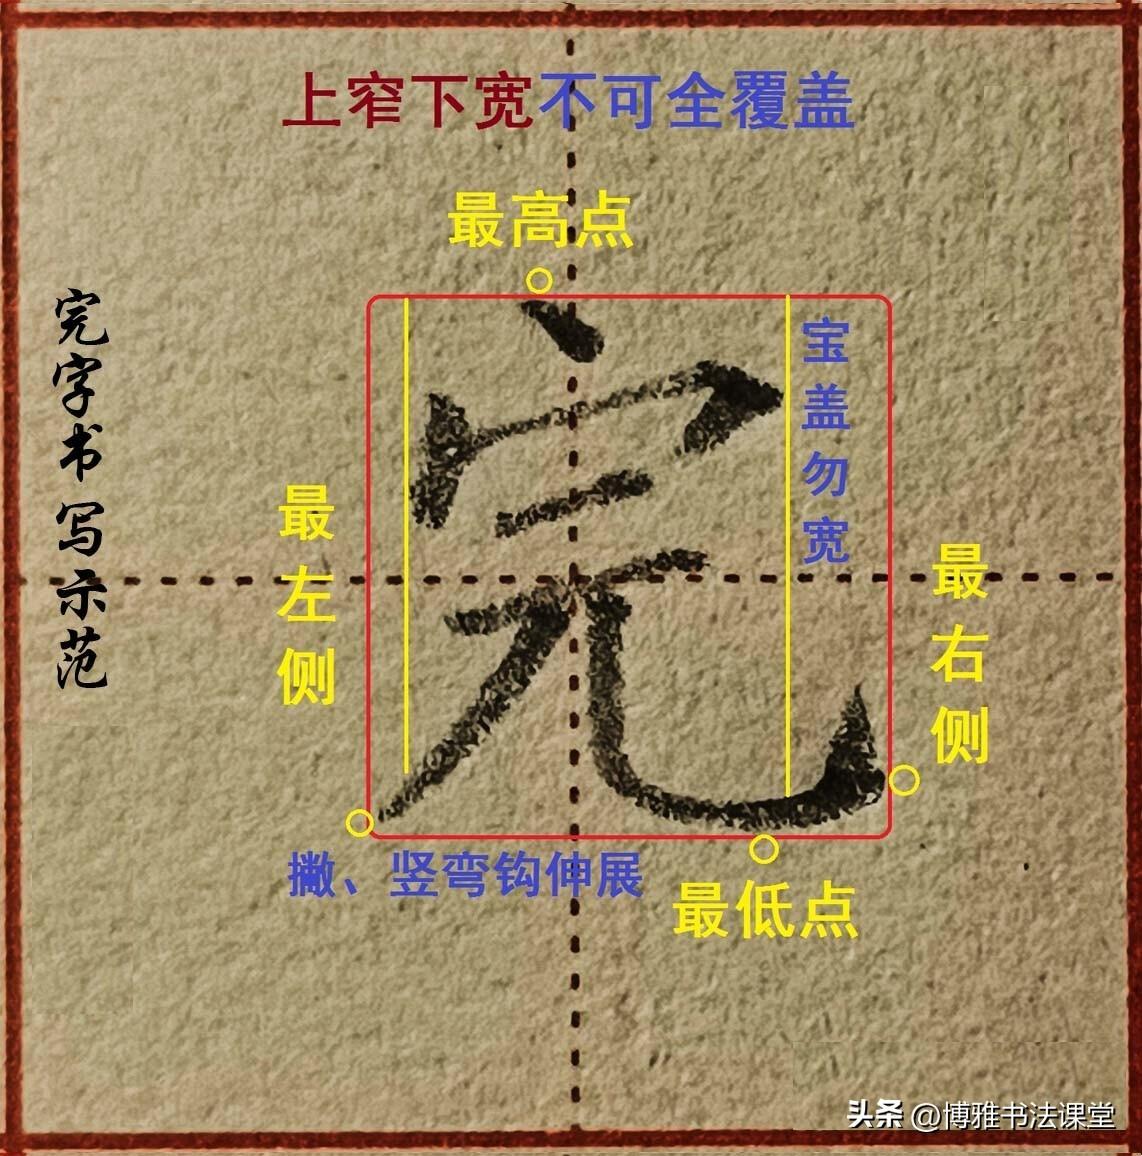 上窄下宽不可全覆盖
最高点
完字书写示范
完
宝盖勿宽
最左侧
最右侧
撇、竖弯钩伸展
最低点
头条 @博雅书法课堂